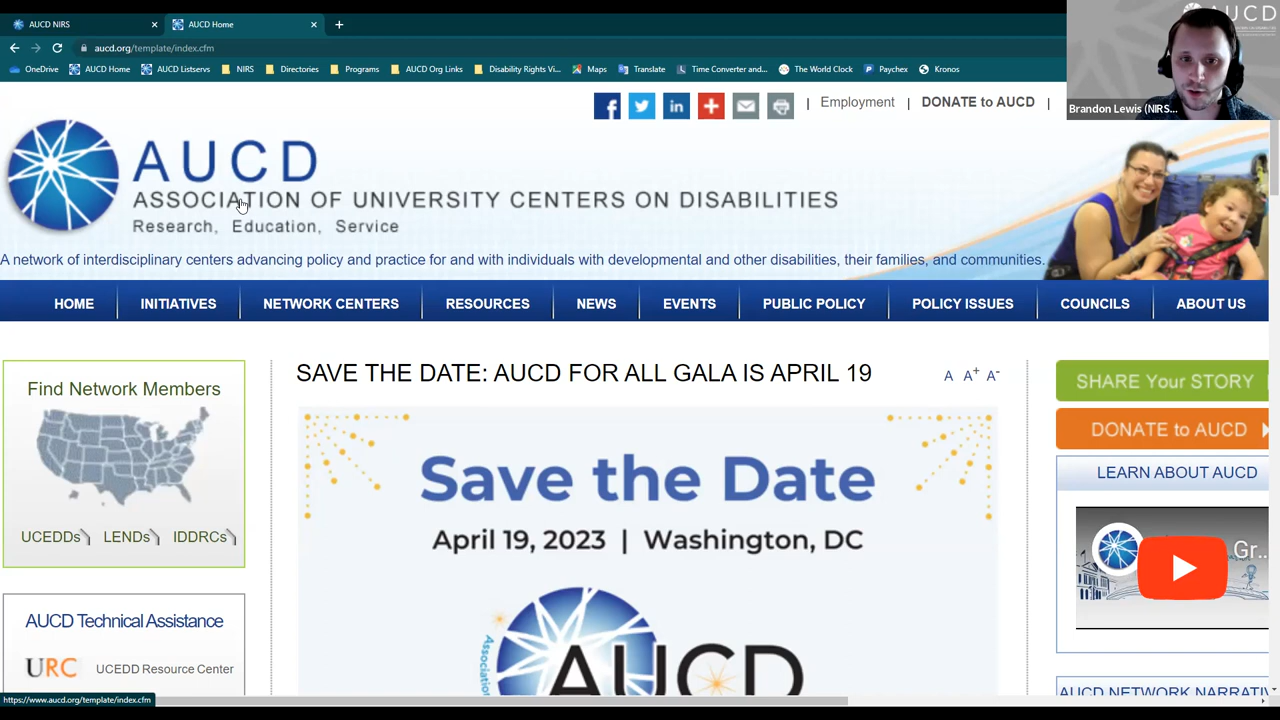 AUCD NIRS
AUCD Home
aucd.org/template/index.cfm
OneDrive AUCD Home AUCD Listservs NIRS Directories Programs AUCD Org Links Disability Rights Vi... Maps Translate Time Converter and... The World Clock Paychex Kronos
AUCD
Brandon Lewis (NIRS...
| Employment | DONATE to AUCD |
AUCD
ASSOCIATION OF UNIVERSITY CENTERS ON DISABILITIES
Research, Education, Service
A network of interdisciplinary centers advancing policy and practice for and with individuals with developmental and other disabilities, their families, and communities.
HOME INITIATIVES NETWORK CENTERS RESOURCES NEWS EVENTS PUBLIC POLICY POLICY ISSUES COUNCILS ABOUT US
Find Network Members
UCEDDs LENDs IDDRCs
AUCD Technical Assistance
URC UCEDD Resource Center
SAVE THE DATE: AUCD FOR ALL GALA IS APRIL 19
A A+ A-
Save the Date
April 19, 2023 | Washington, DC
Association
AUCD
SHARE Your STORY
DONATE to AUCD
LEARN ABOUT AUCD
Gr...
AUCD NETWORK NARRATIV
https://www.aucd.org/template/index.cfm